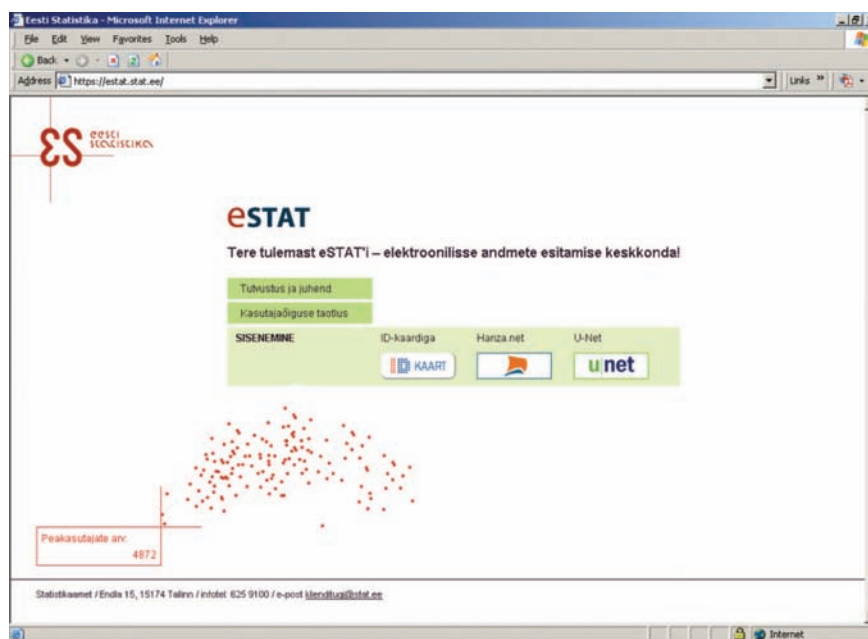 Eesti Statistika - Microsoft Internet Explorer
File Edit View Favorites Tools Help
Back
Address https://estat.stat.ee/ Links »
ES eesti statistika
eSTAT
Tere tulemast eSTAT'i – elektroonilisse andmete esitamise keskkonda!
Tutvustus ja juhend
Kasutajaõiguse taotlus
SISENEMINE ID-kaardiga Hanza.net U-Net
ID KAART u net
Peakasutajate arv:
4872
Statistikaamet / Endla 15, 15174 Tallinn / infotel: 625 9100 / e-post klienditugi@stat.ee
Internet